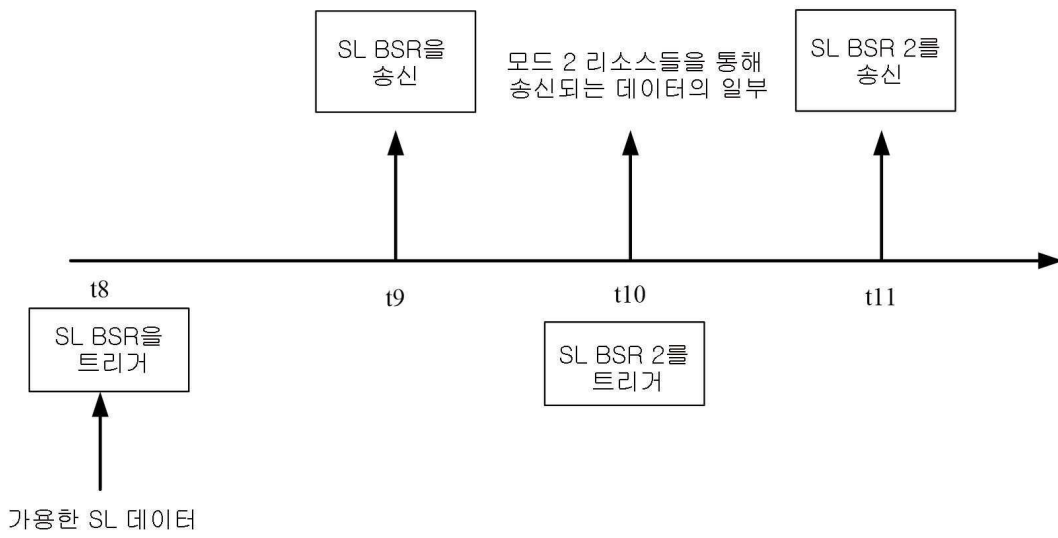 SL BSR을
송신
모드 2 리소스들을 통해
송신되는 데이터의 일부
SL BSR 2를
송신
t8
t9
t10
t11
SL BSR을
트리거
SL BSR 2를
트리거
가용한 SL 데이터